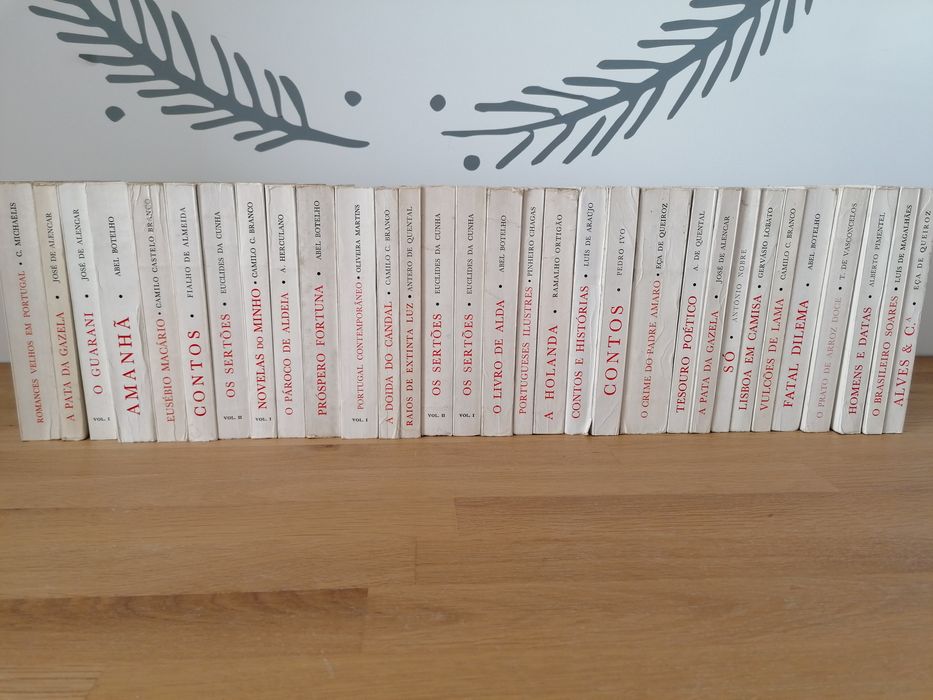 ROMANCES VELHOS EM PORTUGAL • C. MICHAËLIS
A PATA DA GAZELA • JOSÉ DE ALENCAR
VOL. I O GUARANI • JOSÉ DE ALENCAR
AMANHÃ • ABEL BOTELHO
EUSÉBIO MACÁRIO • CAMILO CASTELO BRANCO
CONTOS • FIALHO DE ALMEIDA
VOL. II OS SERTÕES • EUCLIDES DA CUNHA
VOL. I NOVELAS DO MINHO • CAMILO C. BRANCO
O PÁROCO DE ALDEIA • A. HERCULANO
PRÓSPERO FORTUNA • ABEL BOTELHO
VOL. I PORTUGAL CONTEMPORÂNEO • OLIVEIRA MARTINS
A DOIDA DO CANDAL • CAMILO C. BRANCO
RAIOS DE EXTINTA LUZ • ANTERO DE QUENTAL
VOL. II OS SERTÕES • EUCLIDES DA CUNHA
VOL. I OS SERTÕES • EUCLIDES DA CUNHA
O LIVRO DE ALDA • ABEL BOTELHO
PORTUGUESES ILUSTRES • PINHEIRO CHAGAS
A HOLANDA • RAMALHO ORTIGÃO
CONTOS E HISTÓRIAS • LUÍS DE ARAÚJO
CONTOS • PEDRO IVO
O CRIME DO PADRE AMARO • EÇA DE QUEIROZ
TESOURO POÉTICO • A. DE QUENTAL
A PATA DA GAZELA • JOSÉ DE ALENCAR
SÓ • ANTÓNIO NOBRE
LISBOA EM CAMISA • GERVÁSIO LOBATO
VULCÕES DE LAMA • CAMILO C. BRANCO
FATAL DILEMA • ABEL BOTELHO
O PRATO DE ARROZ DOCE • T. DE VASCONCELOS
HOMENS E DATAS • ALBERTO PIMENTEL
O BRASILEIRO SOARES • LUÍS DE MAGALHÃES
ALVES & C.ª • EÇA DE QUEIROZ